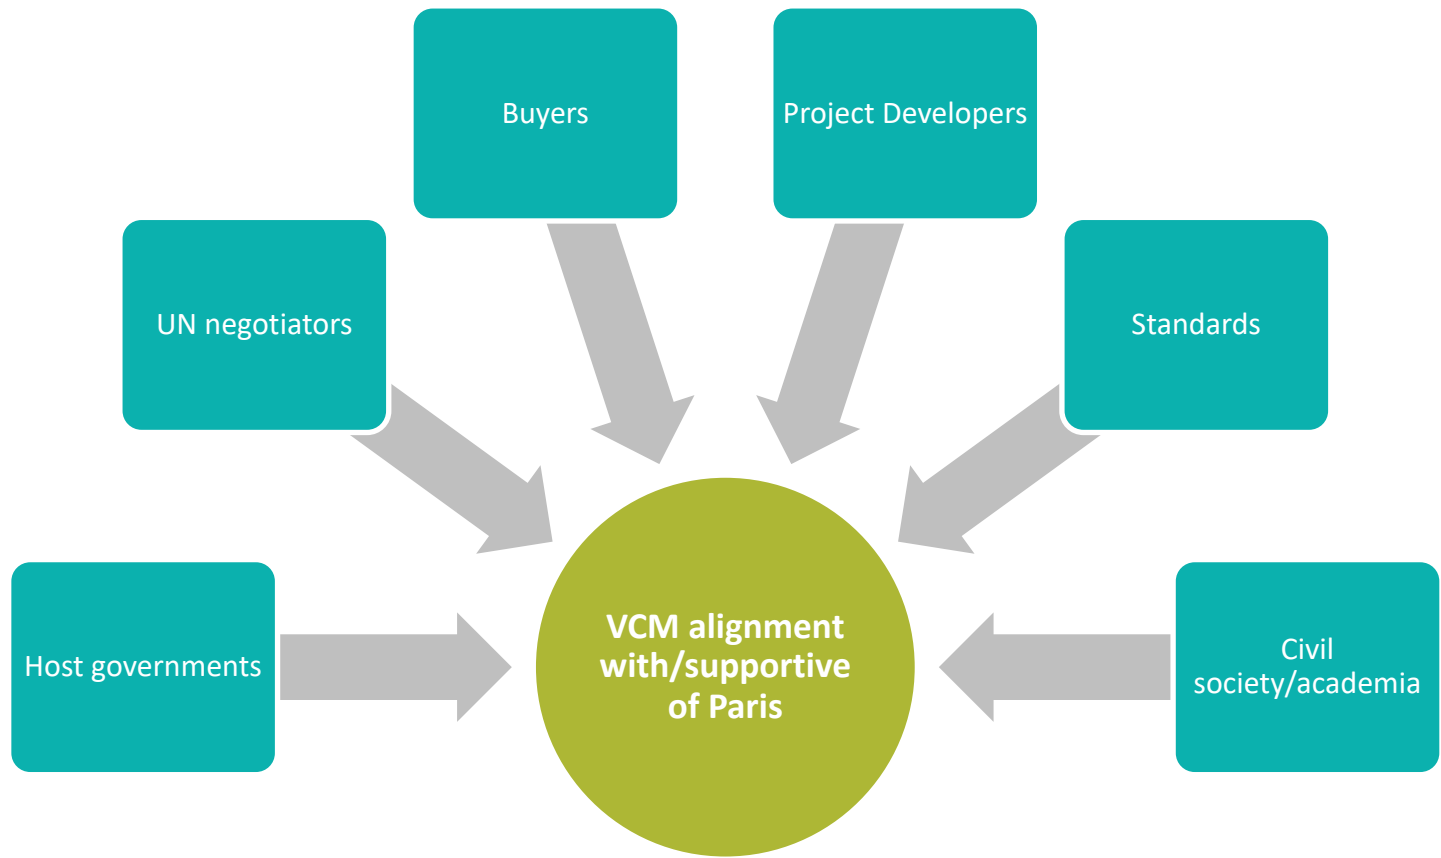 Buyers
Project Developers
UN negotiators
Standards
Host governments
VCM alignment
with/supportive
of Paris
Civil
society/academia